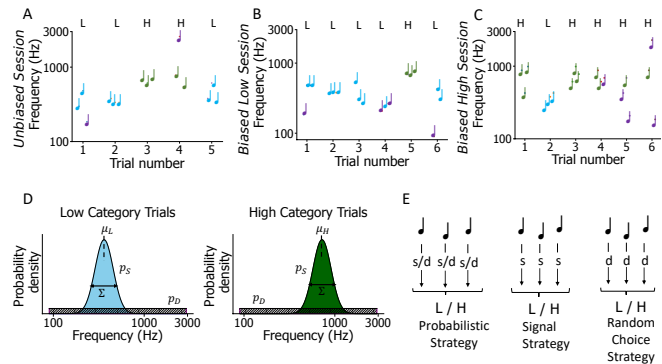 A
L L H H L
Unbiased Session
Frequency (Hz)
3000
1000
100
1 2 3 4 5
Trial number
B
L L L L H L
Biased Low Session
Frequency (Hz)
3000
1000
100
1 2 3 4 5 6
Trial number
C
H L H H H H
Biased High Session
Frequency (Hz)
3000
1000
100
1 2 3 4 5 6
Trial number
D
Low Category Trials
Probability density
μL
pS
Σ
pD
100 1000 3000
Frequency (Hz)
High Category Trials
Probability density
μH
pS
Σ
pD
100 1000 3000
Frequency (Hz)
E
s/d s/d s/d
L / H
Probabilistic
Strategy
s s s
L / H
Signal
Strategy
d d d
L / H
Random
Choice
Strategy